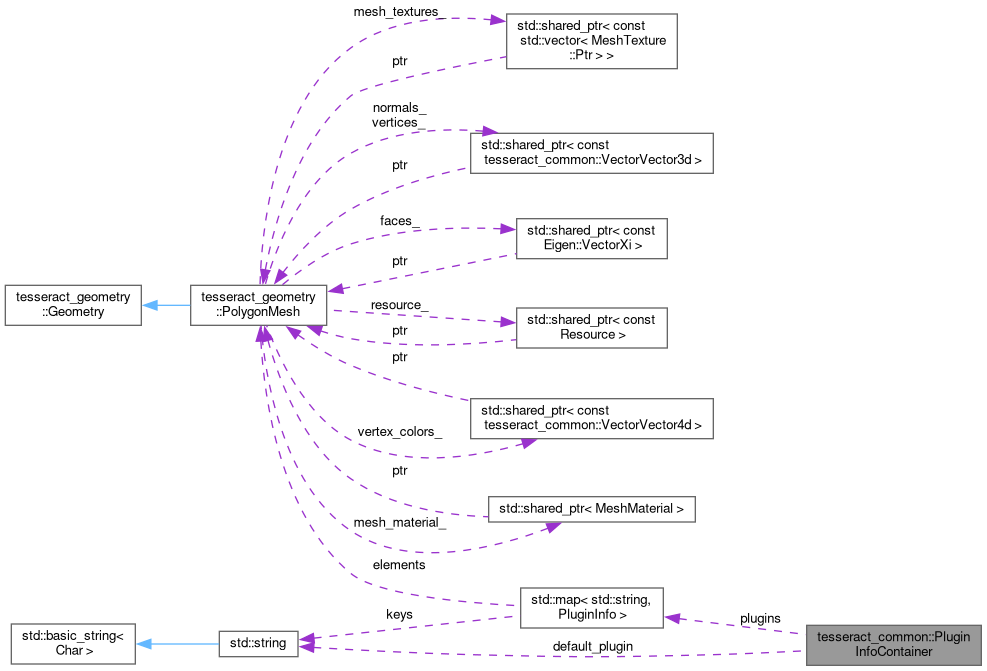 mesh_textures_
std::shared_ptr< const
std::vector< MeshTexture
::Ptr > >
ptr
normals_
vertices_
std::shared_ptr< const
tesseract_common::VectorVector3d >
ptr
faces_
std::shared_ptr< const
Eigen::VectorXi >
ptr
tesseract_geometry
::Geometry
tesseract_geometry
::PolygonMesh
resource_
std::shared_ptr< const
Resource >
ptr
ptr
std::shared_ptr< const
tesseract_common::VectorVector4d >
vertex_colors_
ptr
std::shared_ptr< MeshMaterial >
mesh_material_
elements
std::map< std::string,
PluginInfo >
keys
plugins
std::basic_string<
Char >
std::string
default_plugin
tesseract_common::Plugin
InfoContainer